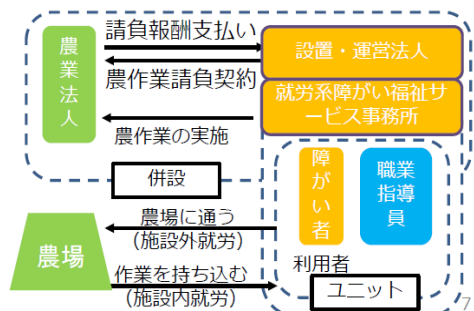 請負報酬支払い
農業法人
設置・運営法人
農作業請負契約
就労系障がい福祉サ
ービス事務所
農作業の実施
併設
障がい者
職業
指導
員
農場に通う
(施設外就労)
農場
利用者
作業を持ち込む
(施設内就労)
ユニット
7